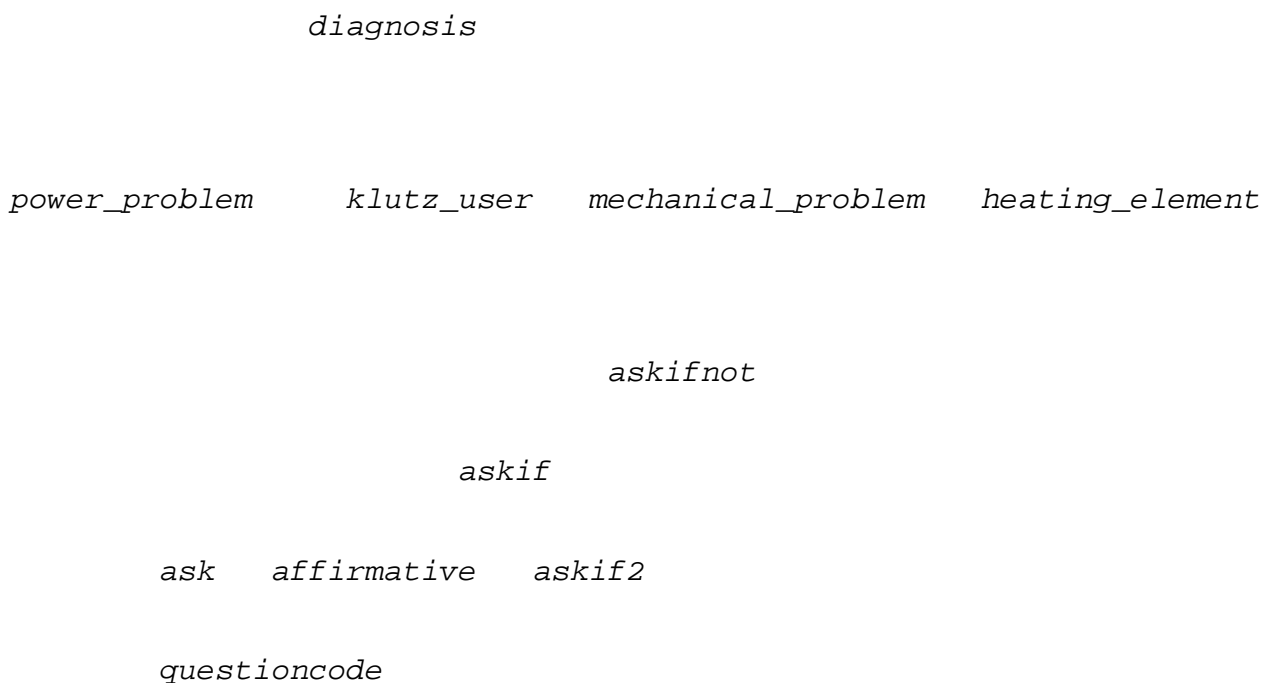 diagnosis
power_problem klutz_user mechanical_problem heating_element
askifnot
askif
ask affirmative askif2
questioncode